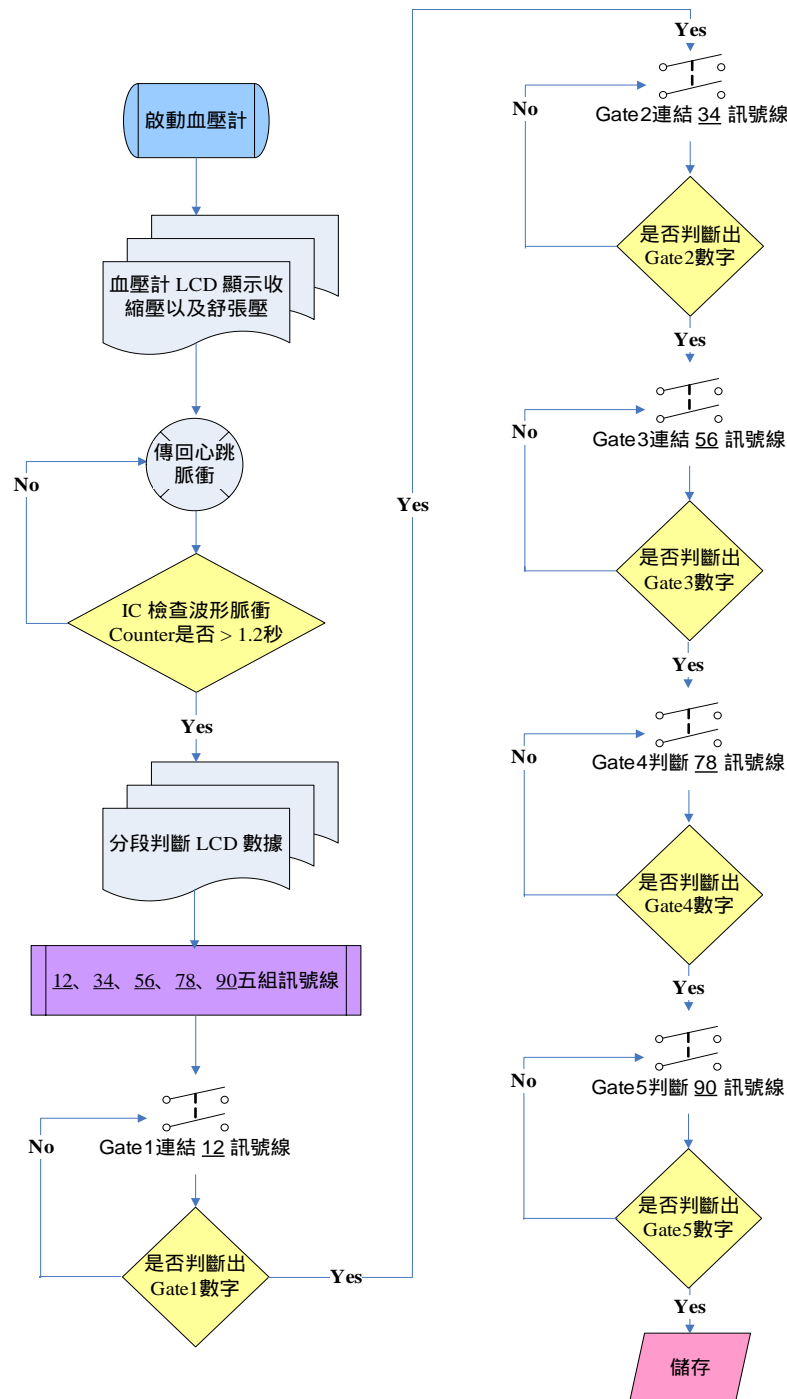 啟動血壓計
血壓計 LCD 顯示收
縮壓以及舒張壓
傳回心跳
脈衝
No
IC 檢查波形脈衝
Counter是否 > 1.2秒
Yes
分段判斷 LCD 數據
12、34、56、78、90五組訊號線
No
Gate1連結 12 訊號線
是否判斷出
Gate1數字
Yes
Yes
Yes
No
Gate2連結 34 訊號線
是否判斷出
Gate2數字
Yes
No
Gate3連結 56 訊號線
是否判斷出
Gate3數字
Yes
No
Gate4判斷 78 訊號線
是否判斷出
Gate4數字
Yes
No
Gate5判斷 90 訊號線
是否判斷出
Gate5數字
Yes
儲存